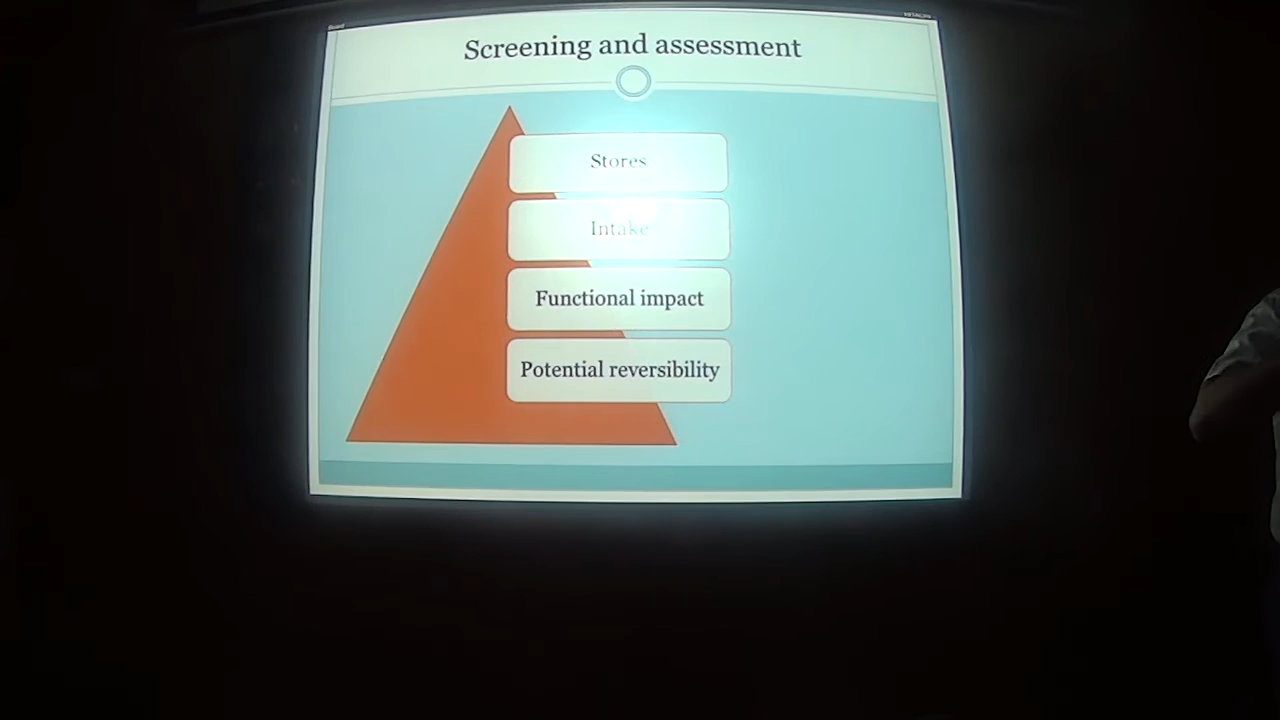 Screening and assessment
Stores
Intake
Functional impact
Potential reversibility